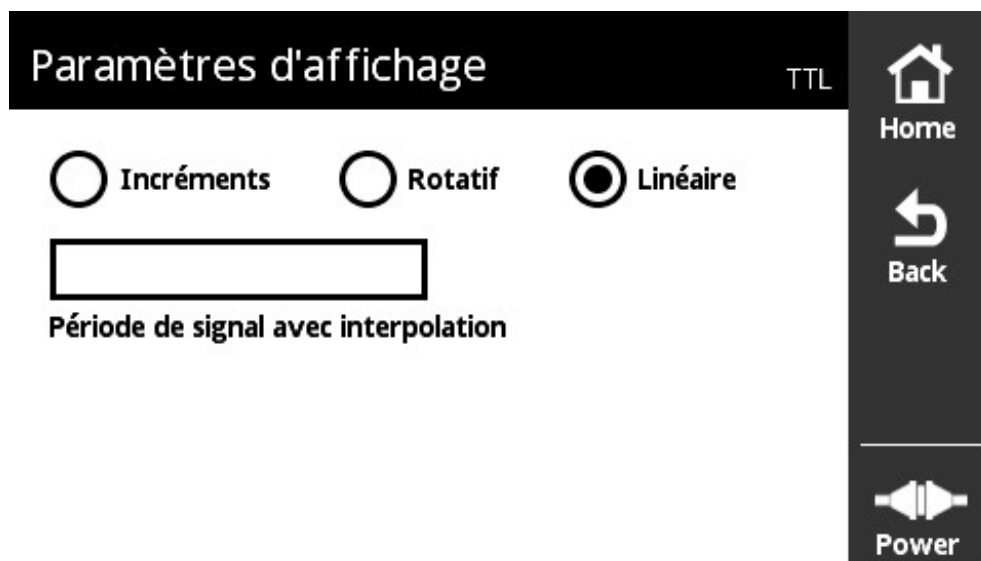 Paramètres d'affichage
TTL
Home
Incréments
Rotatif
Linéaire
Back
Période de signal avec interpolation
Power